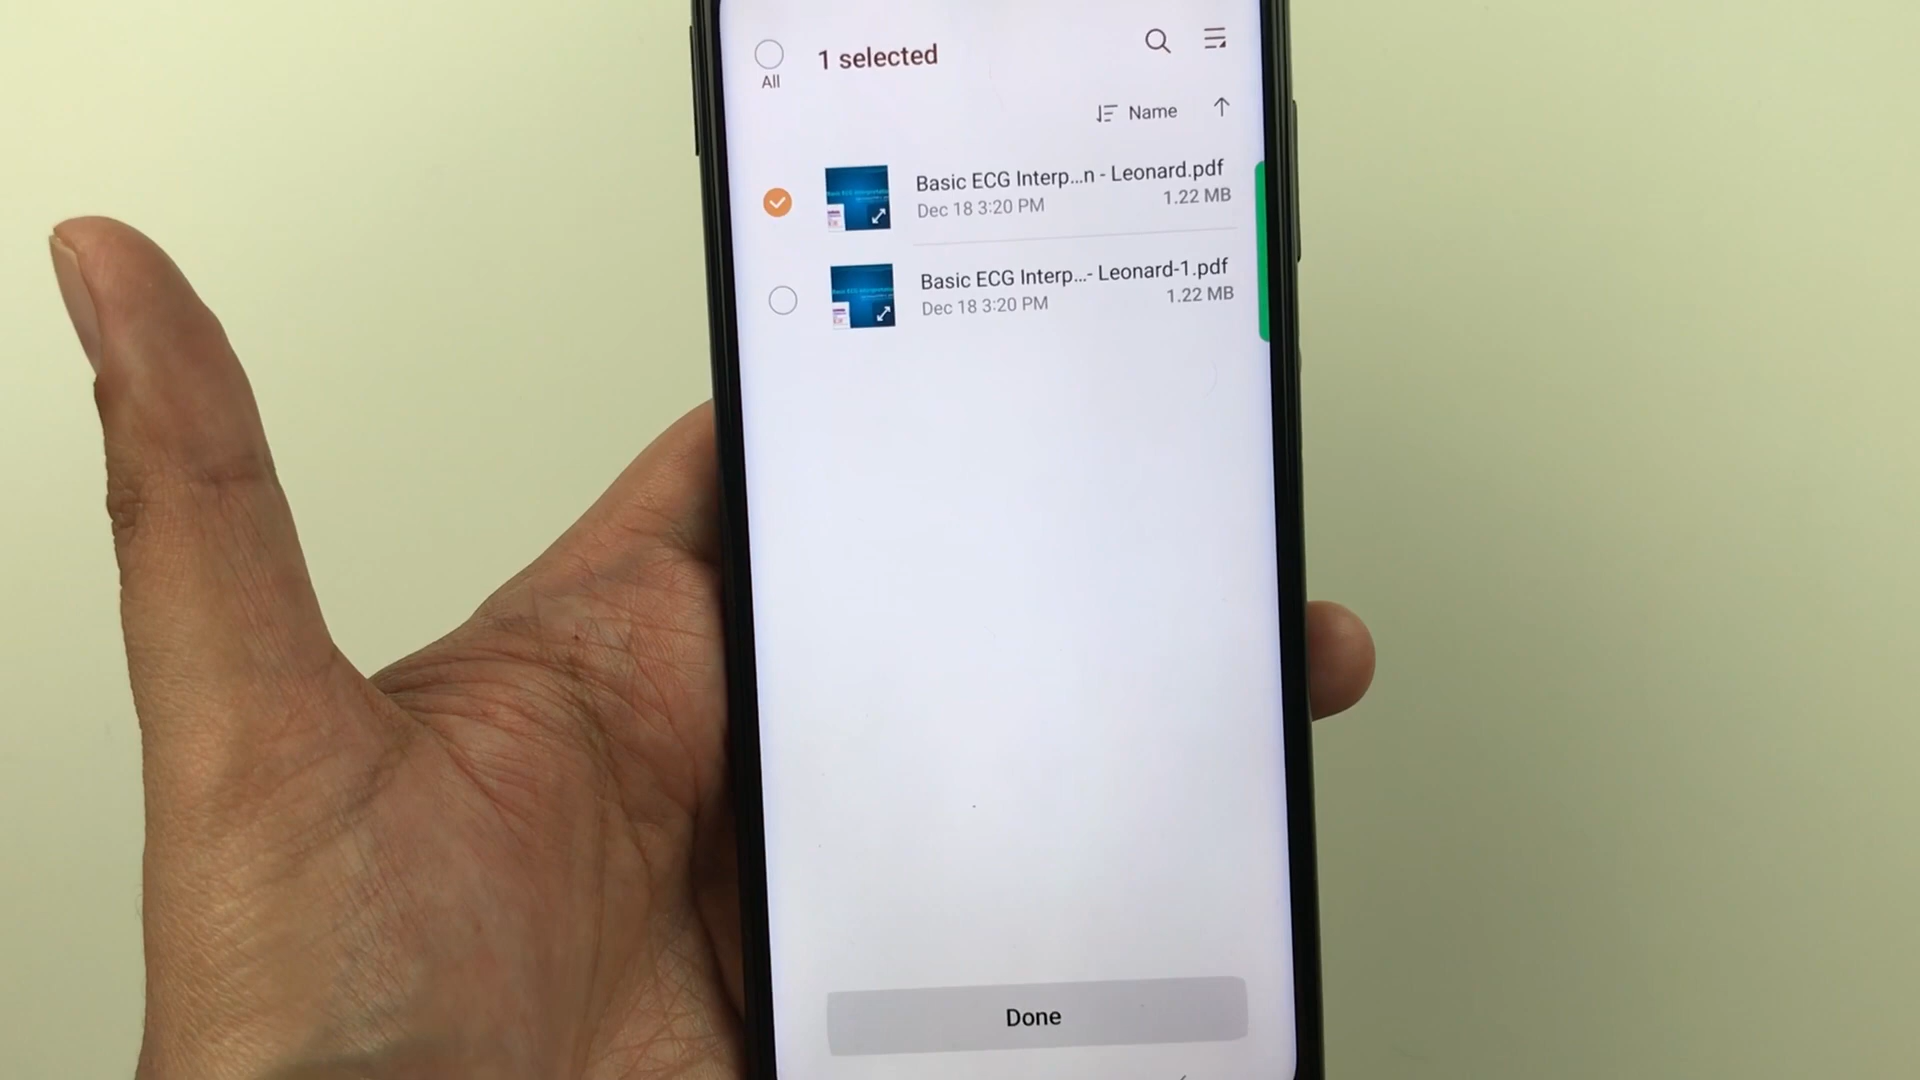 1 selected
All
Name
Basic ECG Interp...n - Leonard.pdf
Dec 18 3:20 PM
1.22 MB
Basic ECG Interp...- Leonard-1.pdf
Dec 18 3:20 PM
1.22 MB
Done